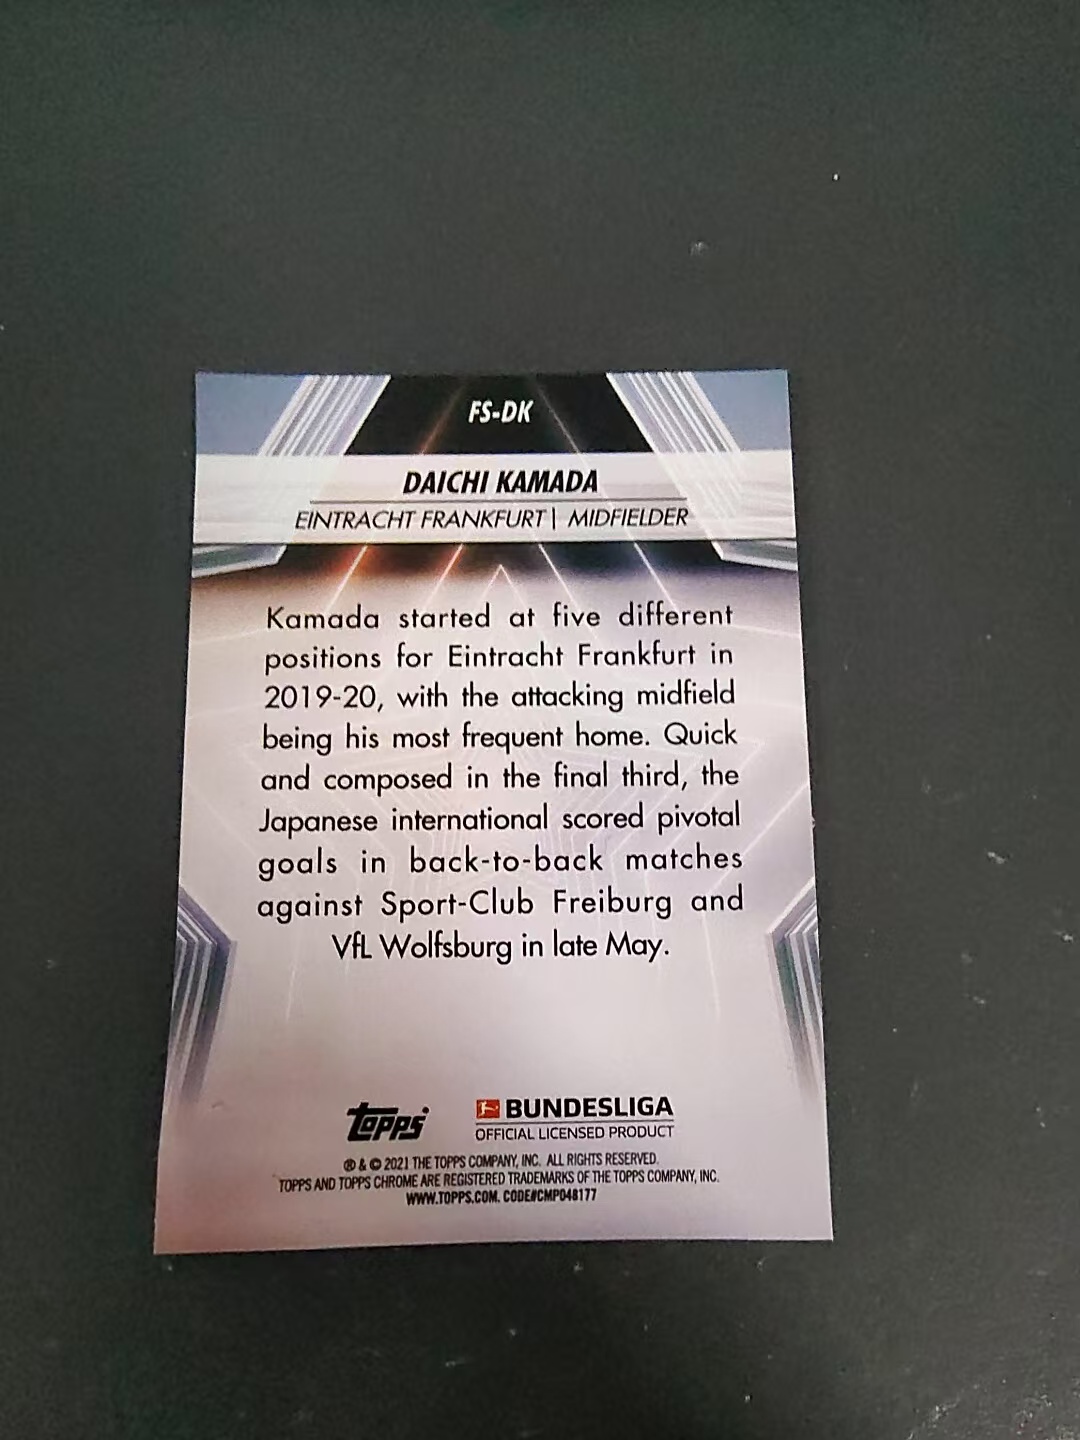 FS-DK
DAICHI KAMADA
EINTRACHT FRANKFURT | MIDFIELDER
Kamada started at five different
positions for Eintracht Frankfurt in
2019-20, with the attacking midfield
being his most frequent home. Quick
and composed in the final third, the
Japanese international scored pivotal
goals in back-to-back matches
against Sport-Club Freiburg and
VfL Wolfsburg in late May.
Topps
BUNDESLIGA
OFFICIAL LICENSED PRODUCT
® & © 2021 THE TOPPS COMPANY, INC. ALL RIGHTS RESERVED.
TOPPS AND TOPPS CHROME ARE REGISTERED TRADEMARKS OF THE TOPPS COMPANY, INC.
WWW.TOPPS.COM. CODE#CMP048177